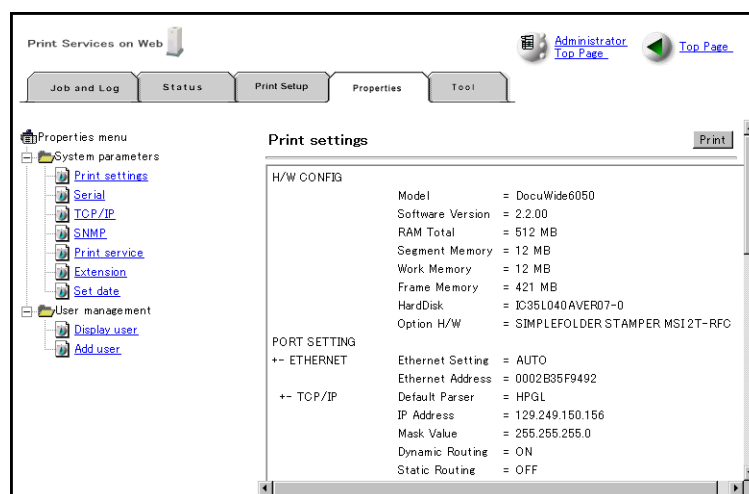 Print Services on Web
Administrator
Top Page
Top Page
Job and Log
Status
Print Setup
Properties
Tool
Properties menu
System parameters
Print settings
Serial
TCP/IP
SNMP
Print service
Extension
Set date
User management
Display user
Add user
Print settings
Print
H/W CONFIG
Model = DocuWide6050
Software Version = 2.2.00
RAM Total = 512 MB
Segment Memory = 12 MB
Work Memory = 12 MB
Frame Memory = 421 MB
HardDisk = IC35L040AVER07-0
Option H/W = SIMPLEFOLDER STAMPER MSI2T-RFC
PORT SETTING
+- ETHERNET Ethernet Setting = AUTO
Ethernet Address = 0002B35F9492
+- TCP/IP Default Parser = HPGL
IP Address = 129.249.150.156
Mask Value = 255.255.255.0
Dynamic Routing = ON
Static Routing = OFF